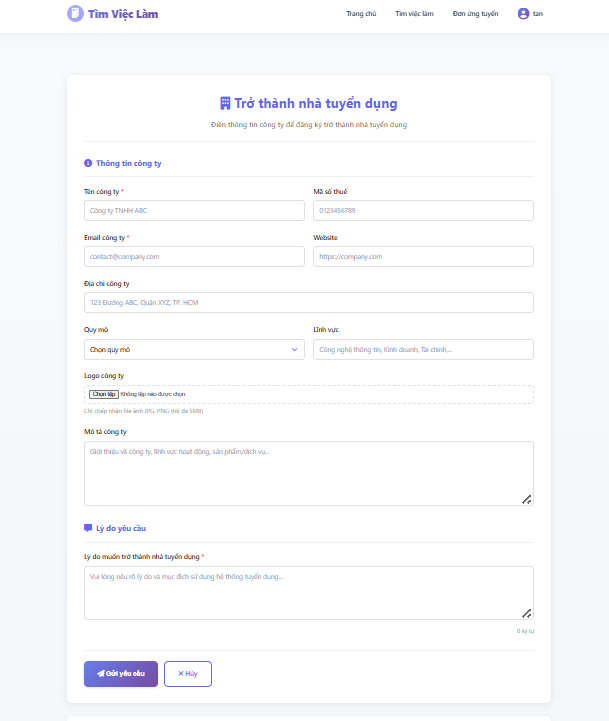 Tìm Việc Làm
Trang chủ Tìm việc làm Đơn ứng tuyển tan
Trở thành nhà tuyển dụng
Điền thông tin công ty để đăng ký trở thành nhà tuyển dụng
Thông tin công ty
Tên công ty * Mã số thuế
Công ty TNHH ABC 0123456789
Email công ty * Website
contact@company.com https://company.com
Địa chỉ công ty
123 Đường ABC, Quận XYZ, TP. HCM
Quy mô Lĩnh vực
Chọn quy mô Công nghệ thông tin, Kinh doanh, Tài chính,...
Logo công ty
Chọn tệp Không tệp nào được chọn
Chỉ chấp nhận file ảnh JPG, PNG (tối đa 5MB)
Mô tả công ty
Giới thiệu về công ty, lĩnh vực hoạt động, sản phẩm/dịch vụ...
Lý do yêu cầu
Lý do muốn trở thành nhà tuyển dụng *
Vui lòng nêu rõ lý do và mục đích sử dụng hệ thống tuyển dụng...
0 ký tự
Gửi yêu cầu Hủy